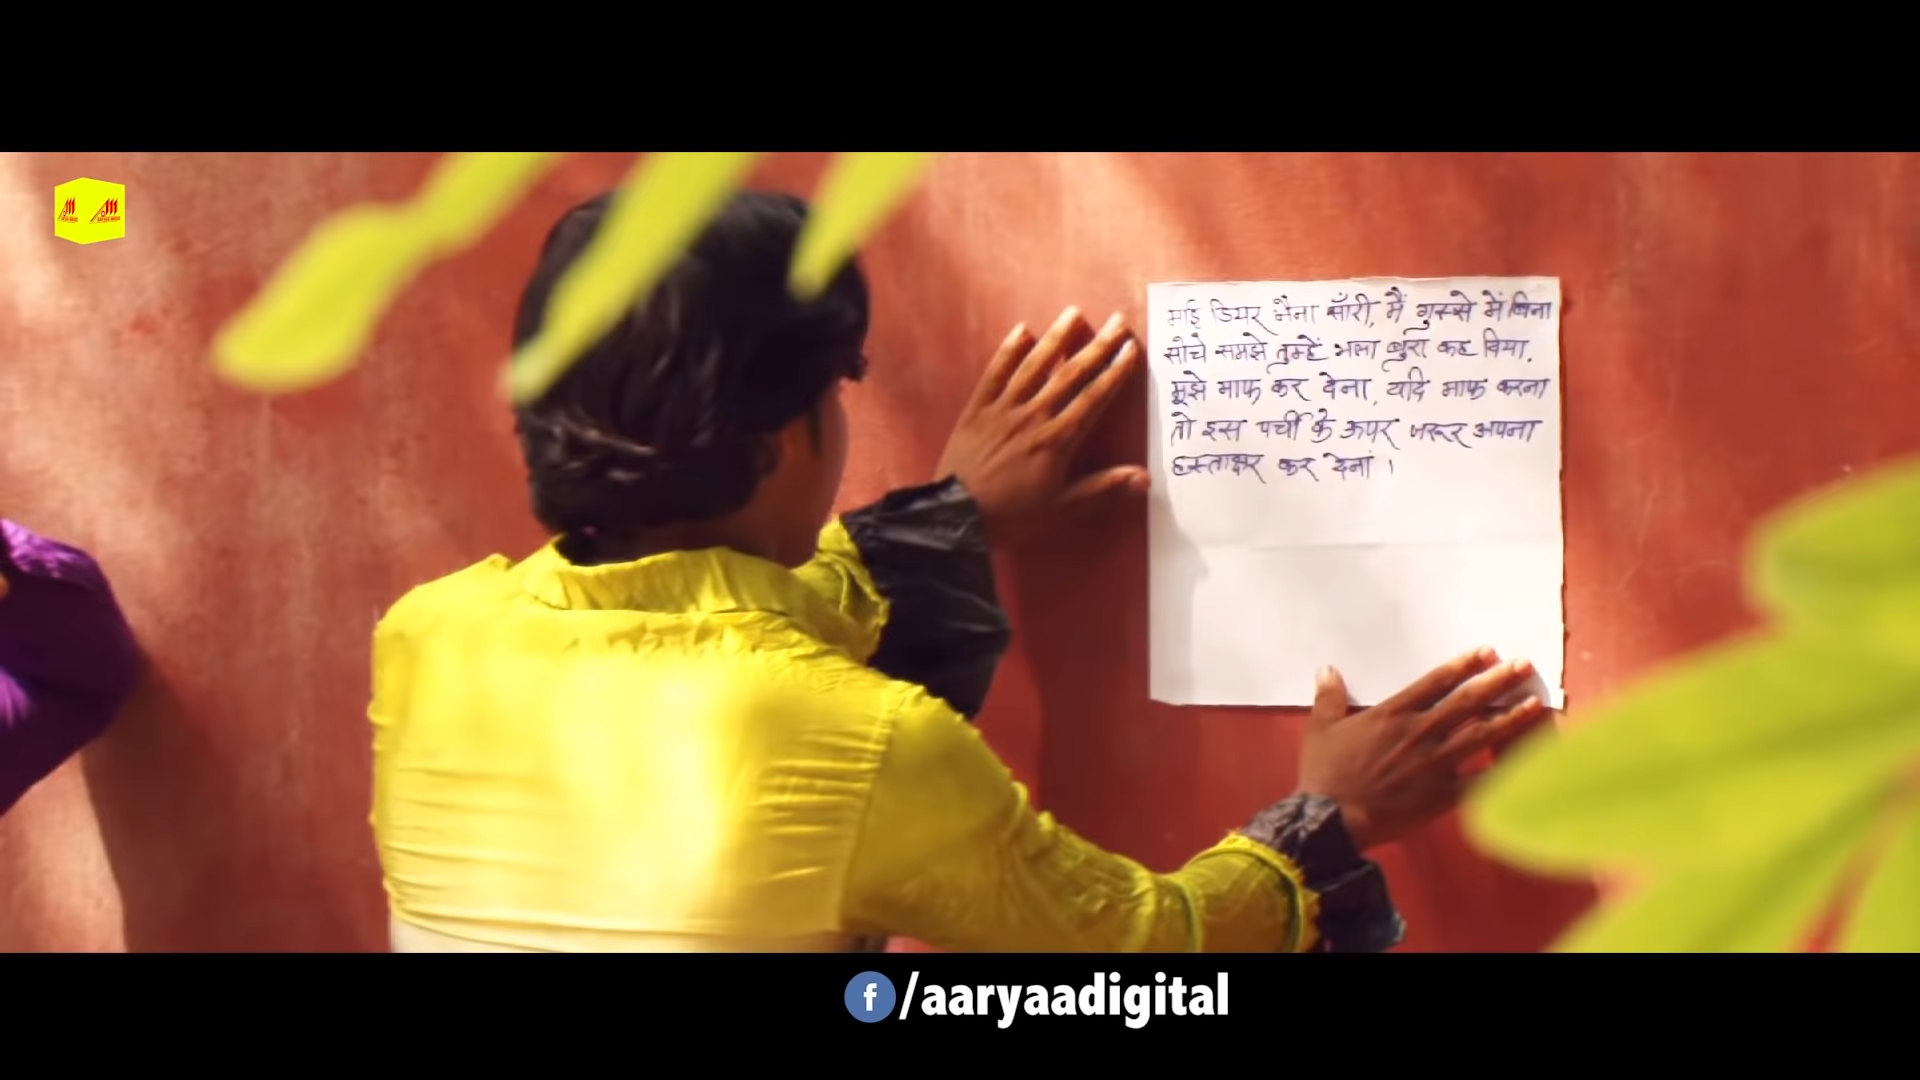 माई डियर मैना सॉरी, मैं गुस्से में बिना
सोचे समझे तुम्हें भला बुरा कह दिया,
मुझे माफ कर देना, यदि माफ करना
तो इस पर्ची के ऊपर जरूर अपना
हस्ताक्षर कर देना।
/aaryaadigital